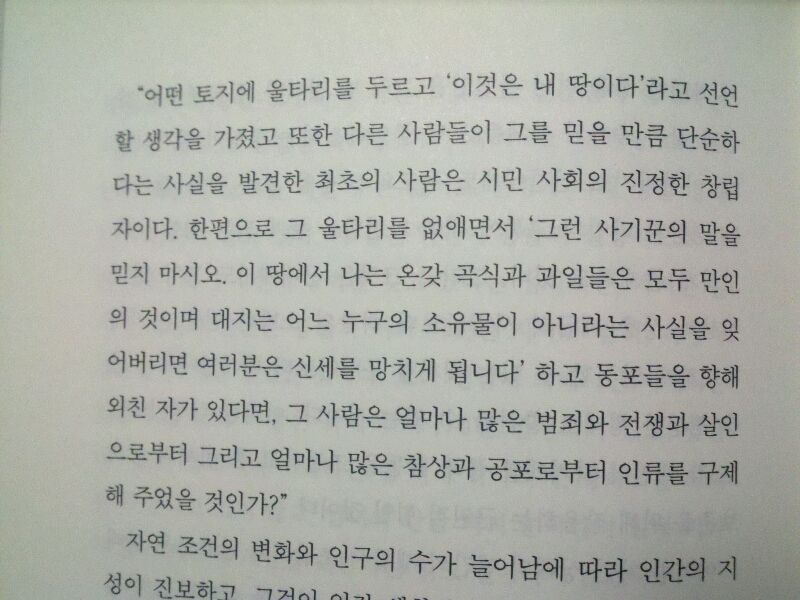 “어떤 토지에 울타리를 두르고 ‘이것은 내 땅이다’라고 선언
할 생각을 가졌고 또한 다른 사람들이 그를 믿을 만큼 단순하
다는 사실을 발견한 최초의 사람은 시민 사회의 진정한 창립
자이다. 한편으로 그 울타리를 없애면서 ‘그런 사기꾼의 말을
믿지 마시오. 이 땅에서 나는 온갖 곡식과 과일들은 모두 만인
의 것이며 대지는 어느 누구의 소유물이 아니라는 사실을 잊
어버리면 여러분은 신세를 망치게 됩니다’ 하고 동포들을 향해
외친 자가 있다면, 그 사람은 얼마나 많은 범죄와 전쟁과 살인
으로부터 그리고 얼마나 많은 참상과 공포로부터 인류를 구제
해 주었을 것인가?”
자연 조건의 변화와 인구의 수가 늘어남에 따라 인간의 지
성이 진보하고, 그것이